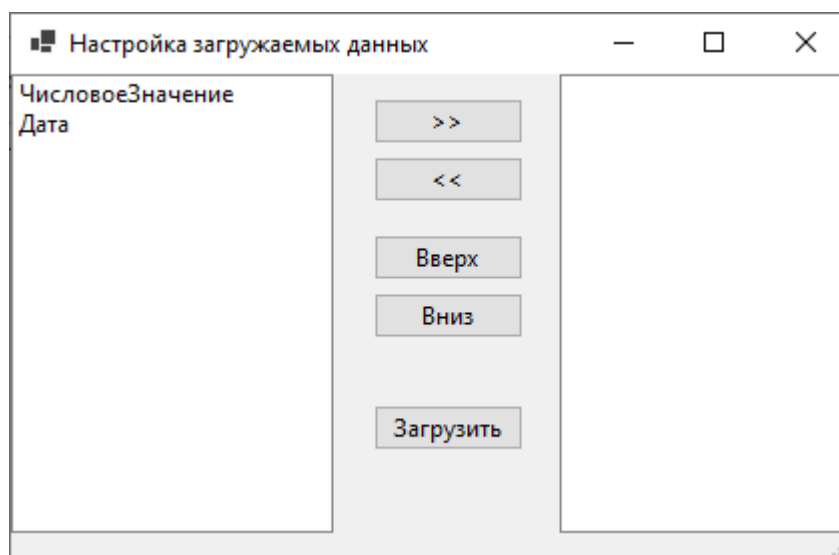 Настройка загружаемых данных
ЧисловоеЗначение
Дата
>>
<<
Вверх
Вниз
Загрузить